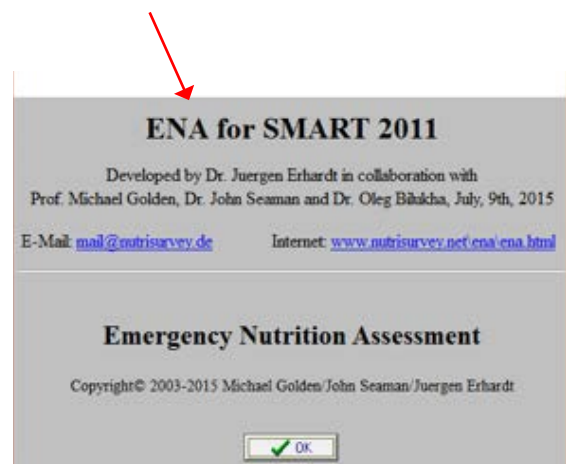 ENA for SMART 2011
Developed by Dr. Juergen Erhardt in collaboration with
Prof. Michael Golden, Dr. John Seaman and Dr. Oleg Bilukha, July, 9th, 2015
E-Mail: mail@nutrisurvey.de Internet: www.nutrisurvey.net\ena\ena.html
Emergency Nutrition Assessment
Copyright© 2003-2015 Michael Golden/John Seaman/Juergen Erhardt
OK